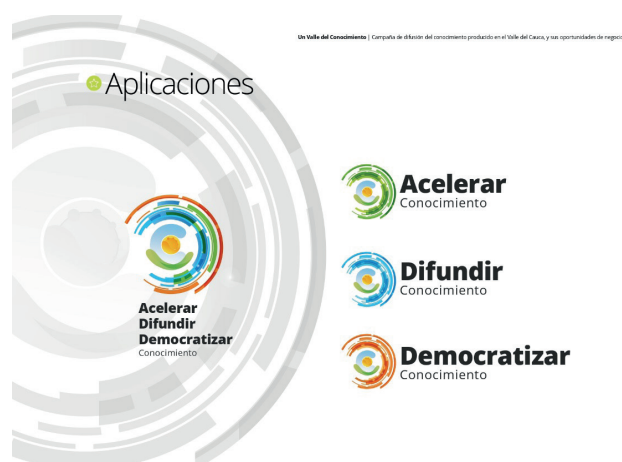 Un Valle del Conocimiento | Campaña de difusión del conocimiento producido en el Valle del Cauca, y sus oportunidades de negocio
Aplicaciones
Acelerar
Difundir
Democratizar
Conocimiento
Acelerar
Conocimiento
Difundir
Conocimiento
Democratizar
Conocimiento